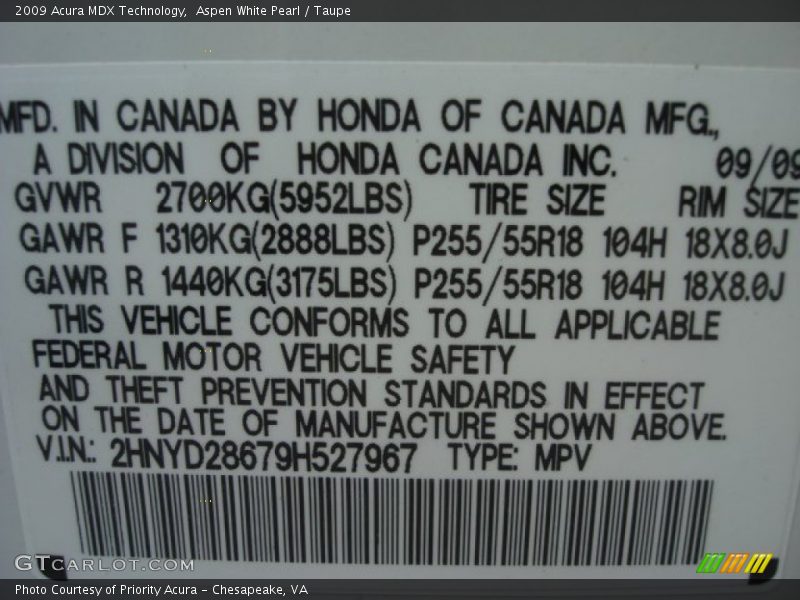 2009 Acura MDX Technology,  Aspen White Pearl / Taupe
MFD. IN CANADA BY HONDA OF CANADA MFG.,
A DIVISION OF HONDA CANADA INC. 09/09
GVWR 2700KG(5952LBS) TIRE SIZE RIM SIZE
GAWR F 1310KG(2888LBS) P255/55R18 104H 18X8.0J
GAWR R 1440KG(3175LBS) P255/55R18 104H 18X8.0J
THIS VEHICLE CONFORMS TO ALL APPLICABLE
FEDERAL MOTOR VEHICLE SAFETY
AND THEFT PREVENTION STANDARDS IN EFFECT
ON THE DATE OF MANUFACTURE SHOWN ABOVE.
V.I.N.: 2HNYD28679H527967 TYPE: MPV
GTCARLOT.COM
Photo Courtesy of Priority Acura – Chesapeake, VA